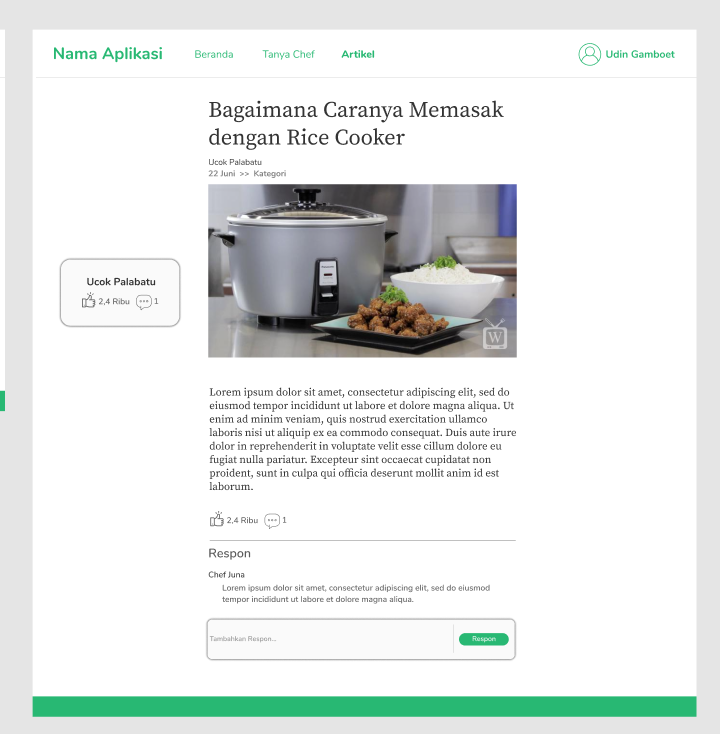 Nama Aplikasi
Beranda
Tanya Chef
Artikel
Udin Gamboet
Bagaimana Caranya Memasak
dengan Rice Cooker
Ucok Palabatu
22 Juni >> Kategori
W
Ucok Palabatu
2,4 Ribu 1
Lorem ipsum dolor sit amet, consectetur adipiscing elit, sed do
eiusmod tempor incididunt ut labore et dolore magna aliqua. Ut
enim ad minim veniam, quis nostrud exercitation ullamco
laboris nisi ut aliquip ex ea commodo consequat. Duis aute irure
dolor in reprehenderit in voluptate velit esse cillum dolore eu
fugiat nulla pariatur. Excepteur sint occaecat cupidatat non
proident, sunt in culpa qui officia deserunt mollit anim id est
laborum.
2,4 Ribu 1
Respon
Chef Juna
Lorem ipsum dolor sit amet, consectetur adipiscing elit, sed do eiusmod
tempor incididunt ut labore et dolore magna aliqua.
Tambahkan Respon...
Respon